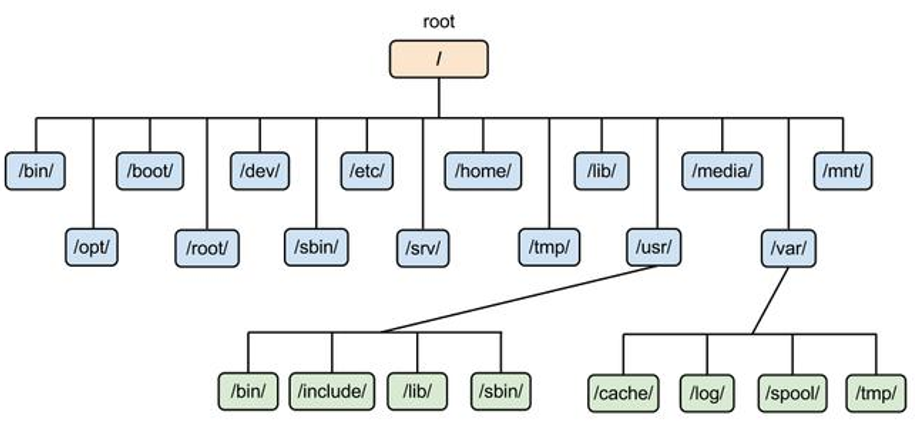 root
/
/bin/ /boot/ /dev/ /etc/ /home/ /lib/ /media/ /mnt/
/opt/ /root/ /sbin/ /srv/ /tmp/ /usr/ /var/
/bin/ /include/ /lib/ /sbin/ /cache/ /log/ /spool/ /tmp/